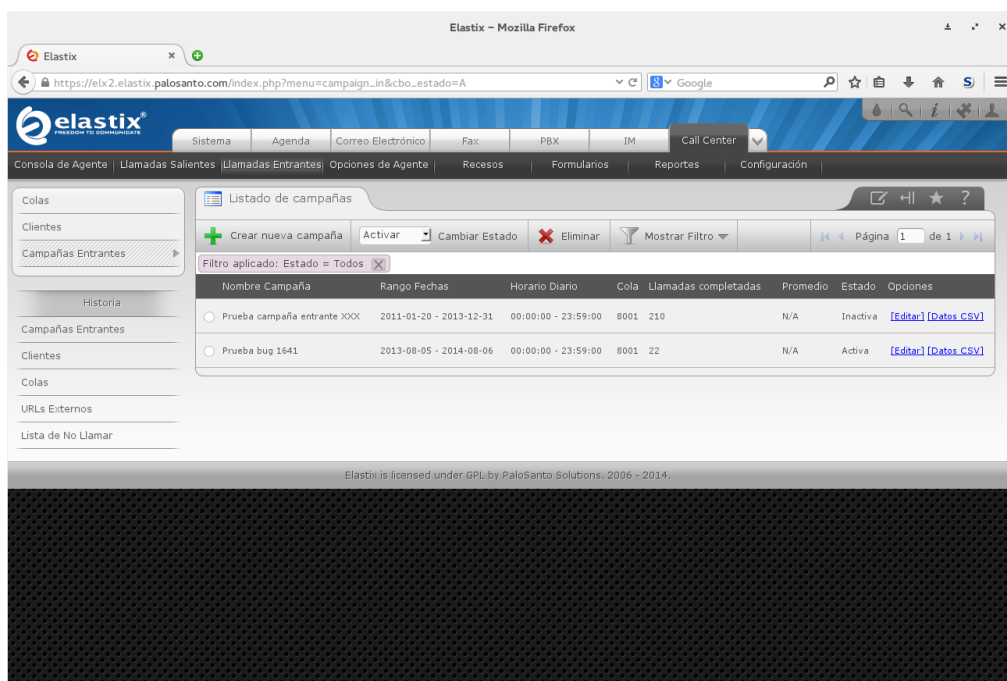 Elastix - Mozilla Firefox
Elastix
https://elx2.elastix.palosanto.com/index.php?menu=campaign_in&cbo_estado=A
Google
elastix®
FREEDOM TO COMMUNICATE
Sistema Agenda Correo Electrónico Fax PBX IM Call Center
Consola de Agente Llamadas Salientes Llamadas Entrantes Opciones de Agente Recesos Formularios Reportes Configuración
Colas
Clientes
Campañas Entrantes
Historia
Campañas Entrantes
Clientes
Colas
URLs Externos
Lista de No Llamar
Listado de campañas
Crear nueva campaña Activar Cambiar Estado Eliminar Mostrar Filtro Página 1 de 1
Filtro aplicado: Estado = Todos
Nombre Campaña Rango Fechas Horario Diario Cola Llamadas completadas Promedio Estado Opciones
Prueba campaña entrante XXX 2011-01-20 - 2013-12-31 00:00:00 - 23:59:00 8001 210 N/A Inactiva [Editar] [Datos CSV]
Prueba bug 1641 2013-08-05 - 2014-08-06 00:00:00 - 23:59:00 8001 22 N/A Activa [Editar] [Datos CSV]
Elastix is licensed under GPL by PaloSanto Solutions. 2006 - 2014.